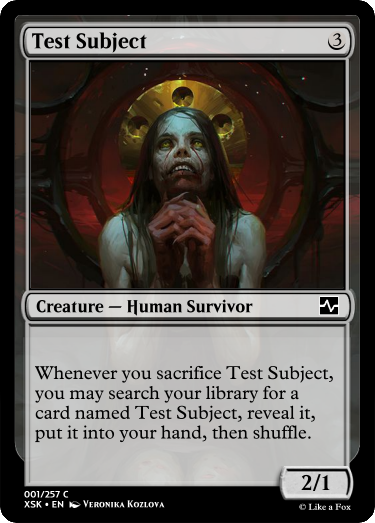 Test Subject 3
Creature — Human Survivor
Whenever you sacrifice Test Subject,
you may search your library for a
card named Test Subject, reveal it,
put it into your hand, then shuffle.
2/1
001/257 C
XSK • EN Veronika Kozlova
© Like a Fox